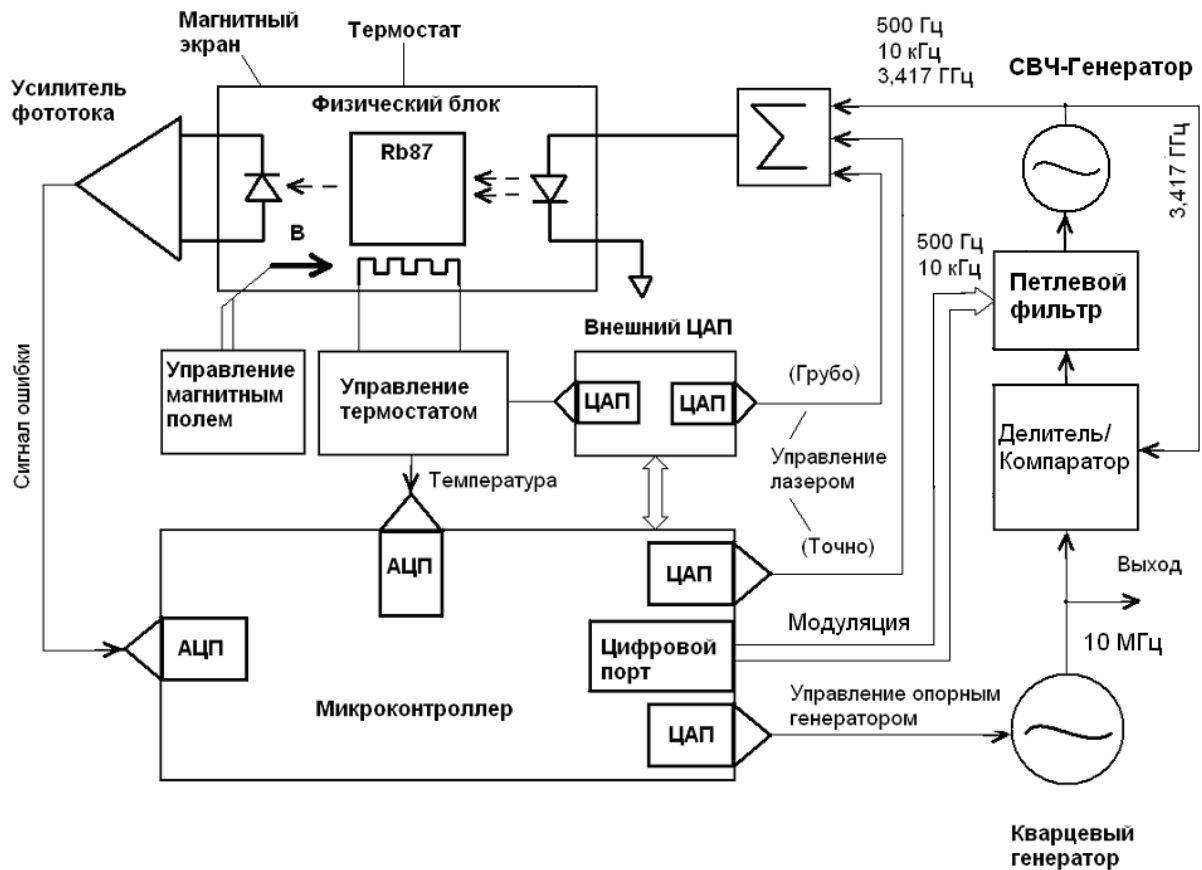 Магнитный
экран
Термостат
500 Гц
10 кГц
3,417 ГГц
СВЧ-Генератор
Усилитель
фототока
Физический блок
Rb87
3,417 ГГц
B
500 Гц
10 кГц
Петлевой
фильтр
Внешний ЦАП
Управление
магнитным
полем
Управление
термостатом
ЦАП
ЦАП
(Грубо)
Делитель/
Компаратор
Сигнал ошибки
Температура
Управление
лазером
(Точно)
АЦП
ЦАП
Выход
АЦП
Цифровой
порт
Модуляция
10 МГц
Микроконтроллер
ЦАП
Управление опорным
генератором
Кварцевый
генератор